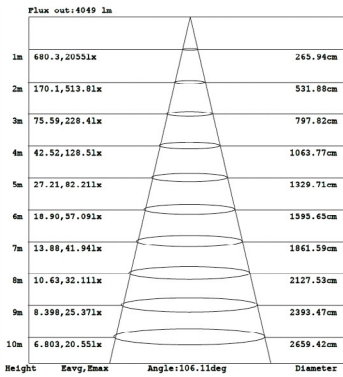 Flux out:4049 lm
1m 680.3,2055lx 265.94cm
2m 170.1,513.8lx 531.88cm
3m 75.59,228.4lx 797.82cm
4m 42.52,128.5lx 1063.77cm
5m 27.21,82.21lx 1329.71cm
6m 18.90,57.09lx 1595.65cm
7m 13.88,41.94lx 1861.59cm
8m 10.63,32.11lx 2127.53cm
9m 8.398,25.37lx 2393.47cm
10m 6.803,20.55lx 2659.42cm
Height Eavg,Emax Angle:106.11deg Diameter